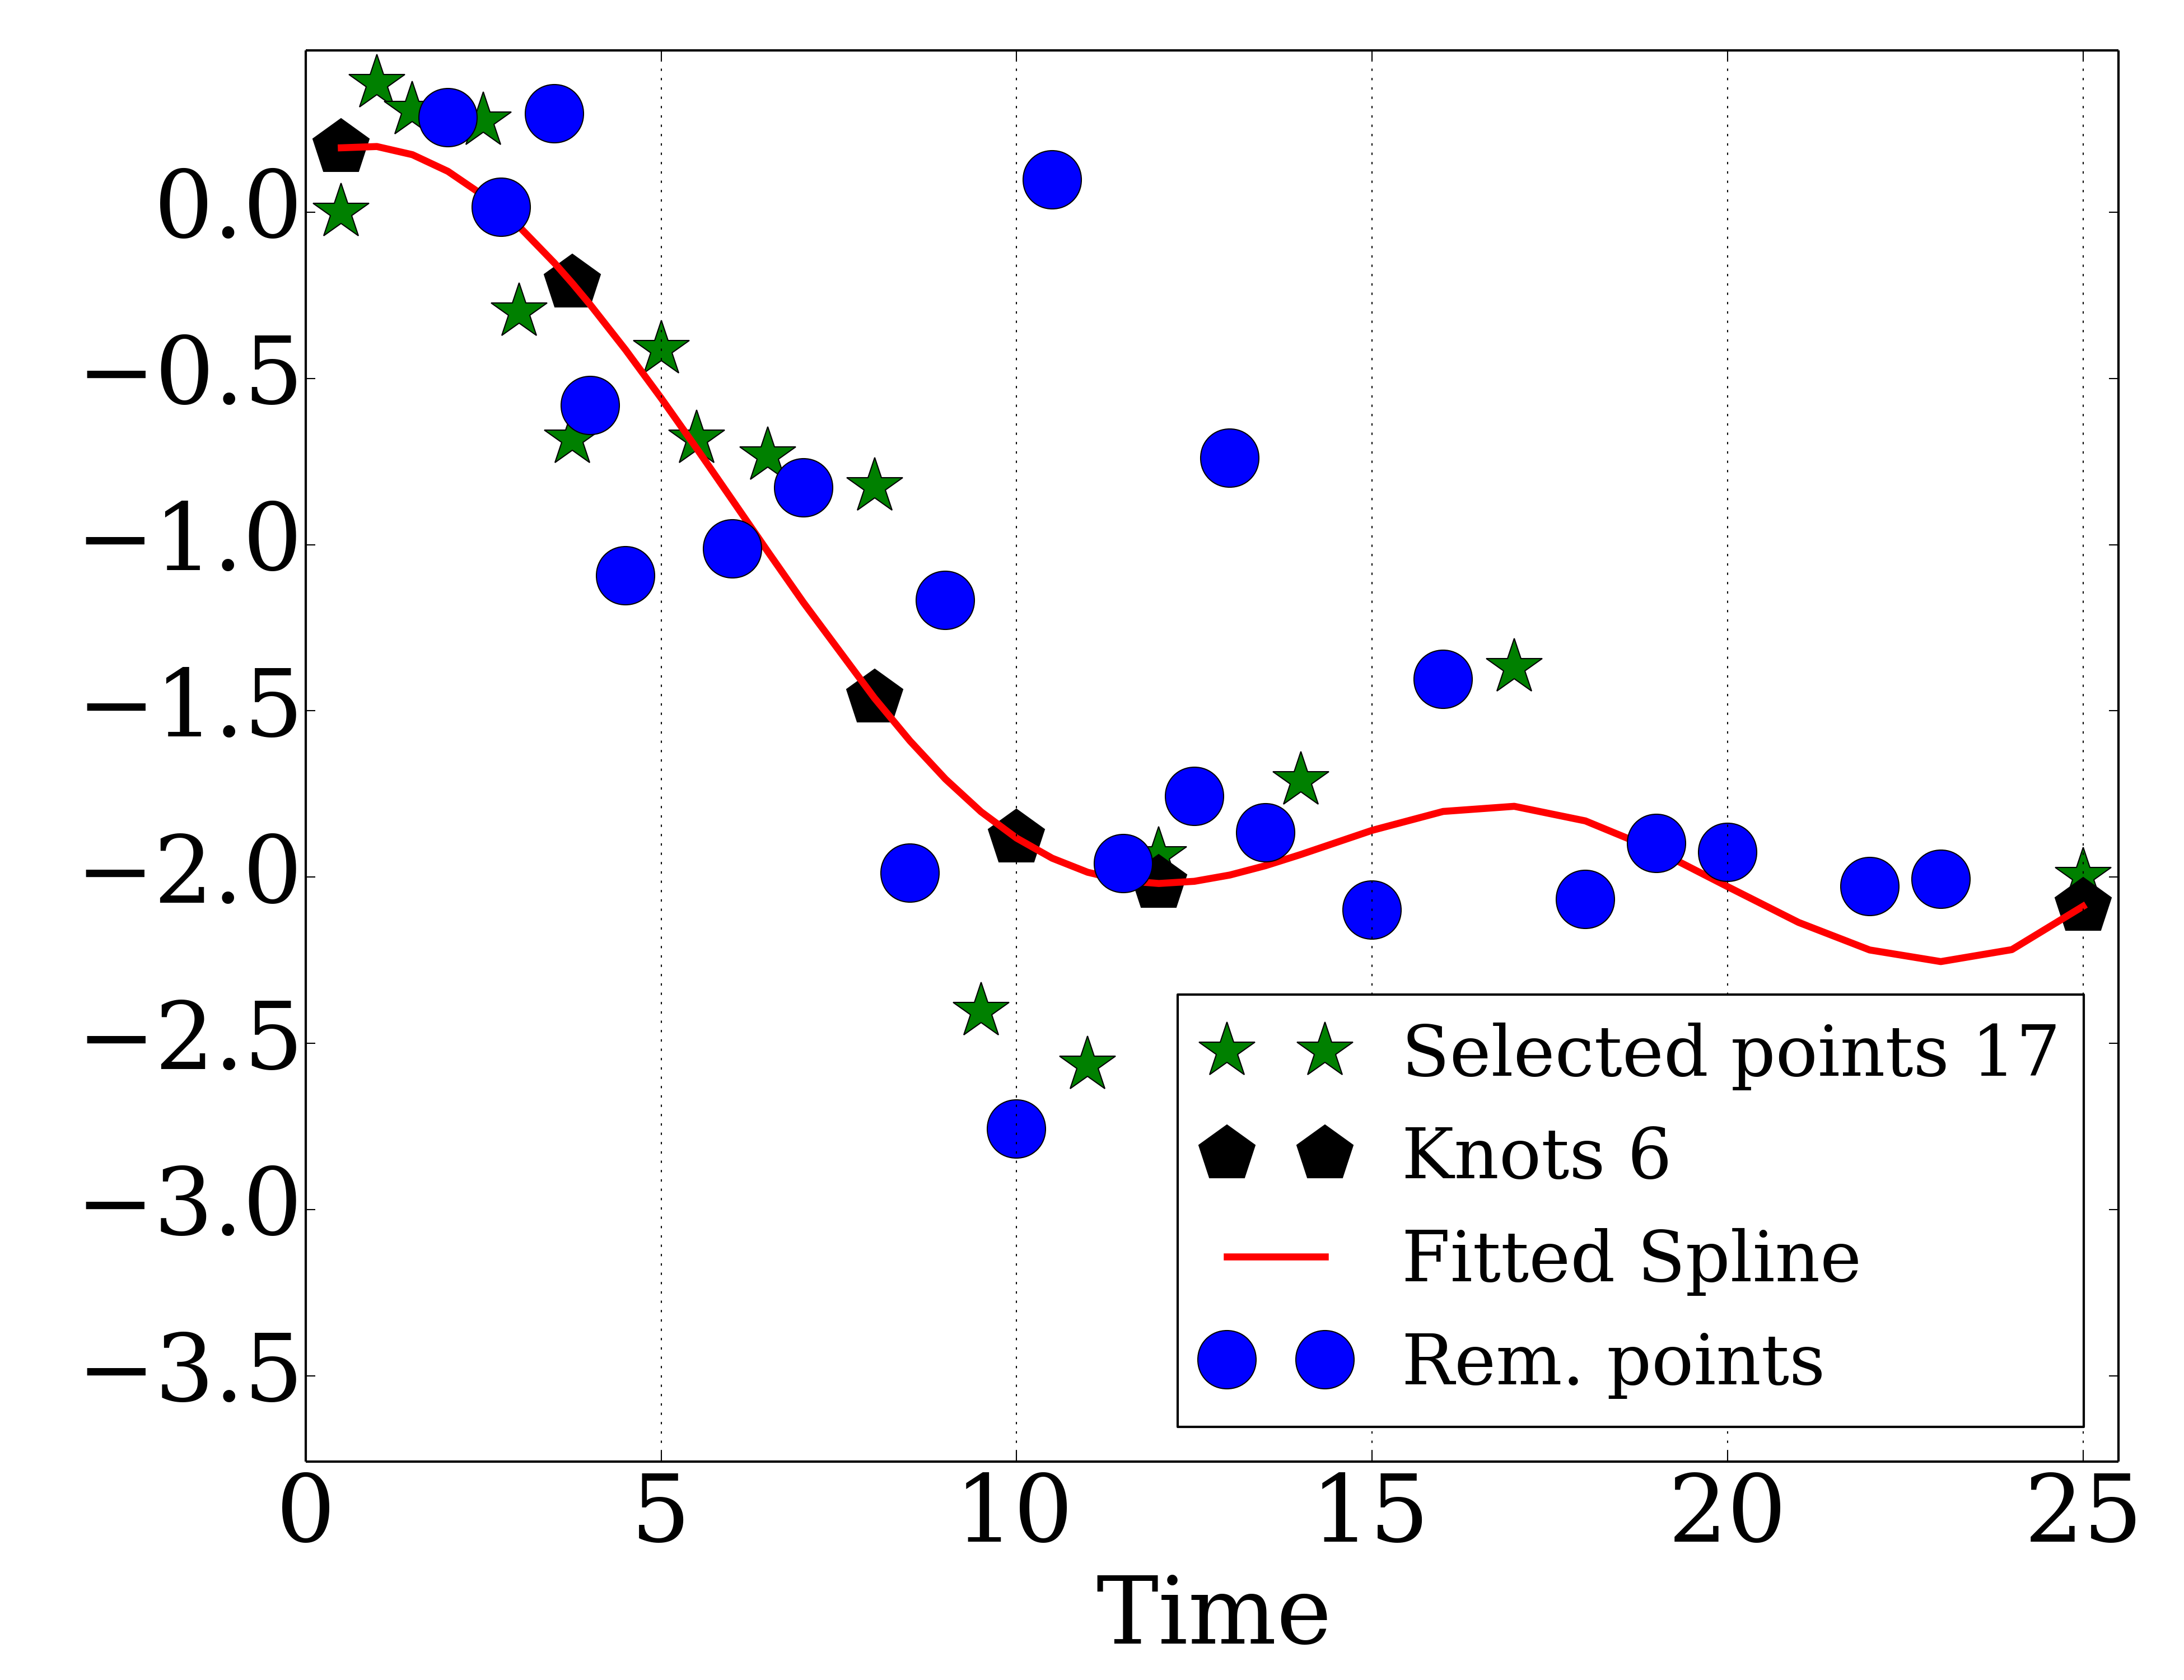 0.0
−0.5
−1.0
−1.5
−2.0
−2.5
−3.0
−3.5
Selected points 17
Knots 6
Fitted Spline
Rem. points
0 5 10 15 20 25
Time